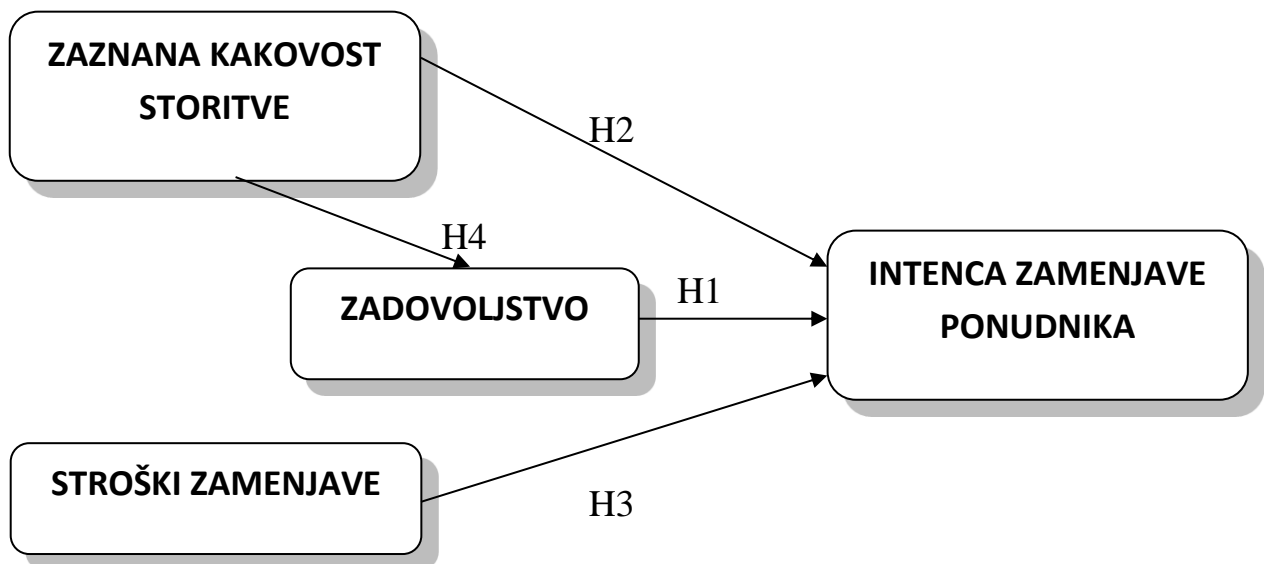 ZAZNANA KAKOVOST
STORITVE
H2
H4
ZADOVOLJSTVO
H1
INTENCA ZAMENJAVE
PONUDNIKA
STROŠKI ZAMENJAVE
H3